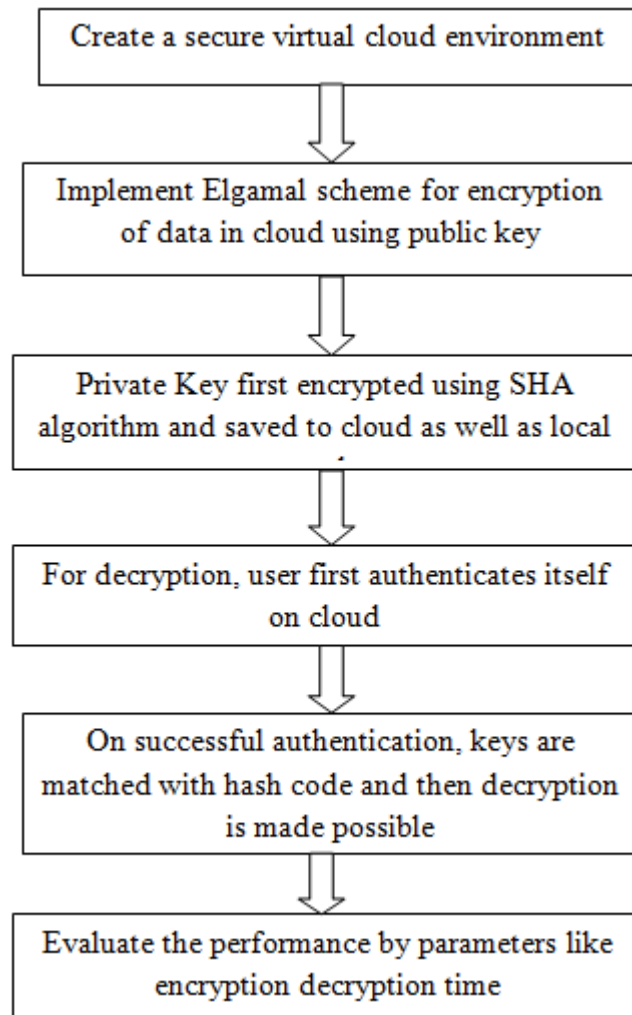 Create a secure virtual cloud environment
Implement Elgamal scheme for encryption
of data in cloud using public key
Private Key first encrypted using SHA
algorithm and saved to cloud as well as local
For decryption, user first authenticates itself
on cloud
On successful authentication, keys are
matched with hash code and then decryption
is made possible
Evaluate the performance by parameters like
encryption decryption time